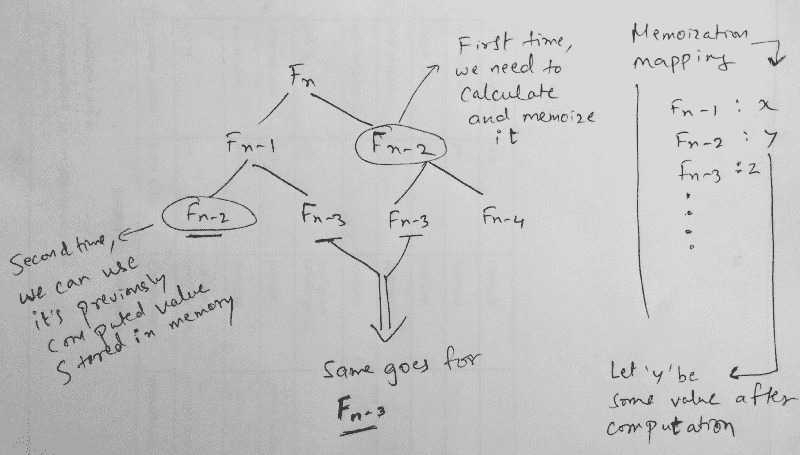 Fn
Fn-1
Fn-2
Fn-2
Fn-3
Fn-3
Fn-4
First time,
we need to
calculate
and memoize
it
Second time,
we can use
it's previously
computed value
stored in memory
Same goes for
Fn-3
Memoization
mapping
Fn-1 : x
Fn-2 : y
Fn-3 : z
Let 'y' be
some value after
computation